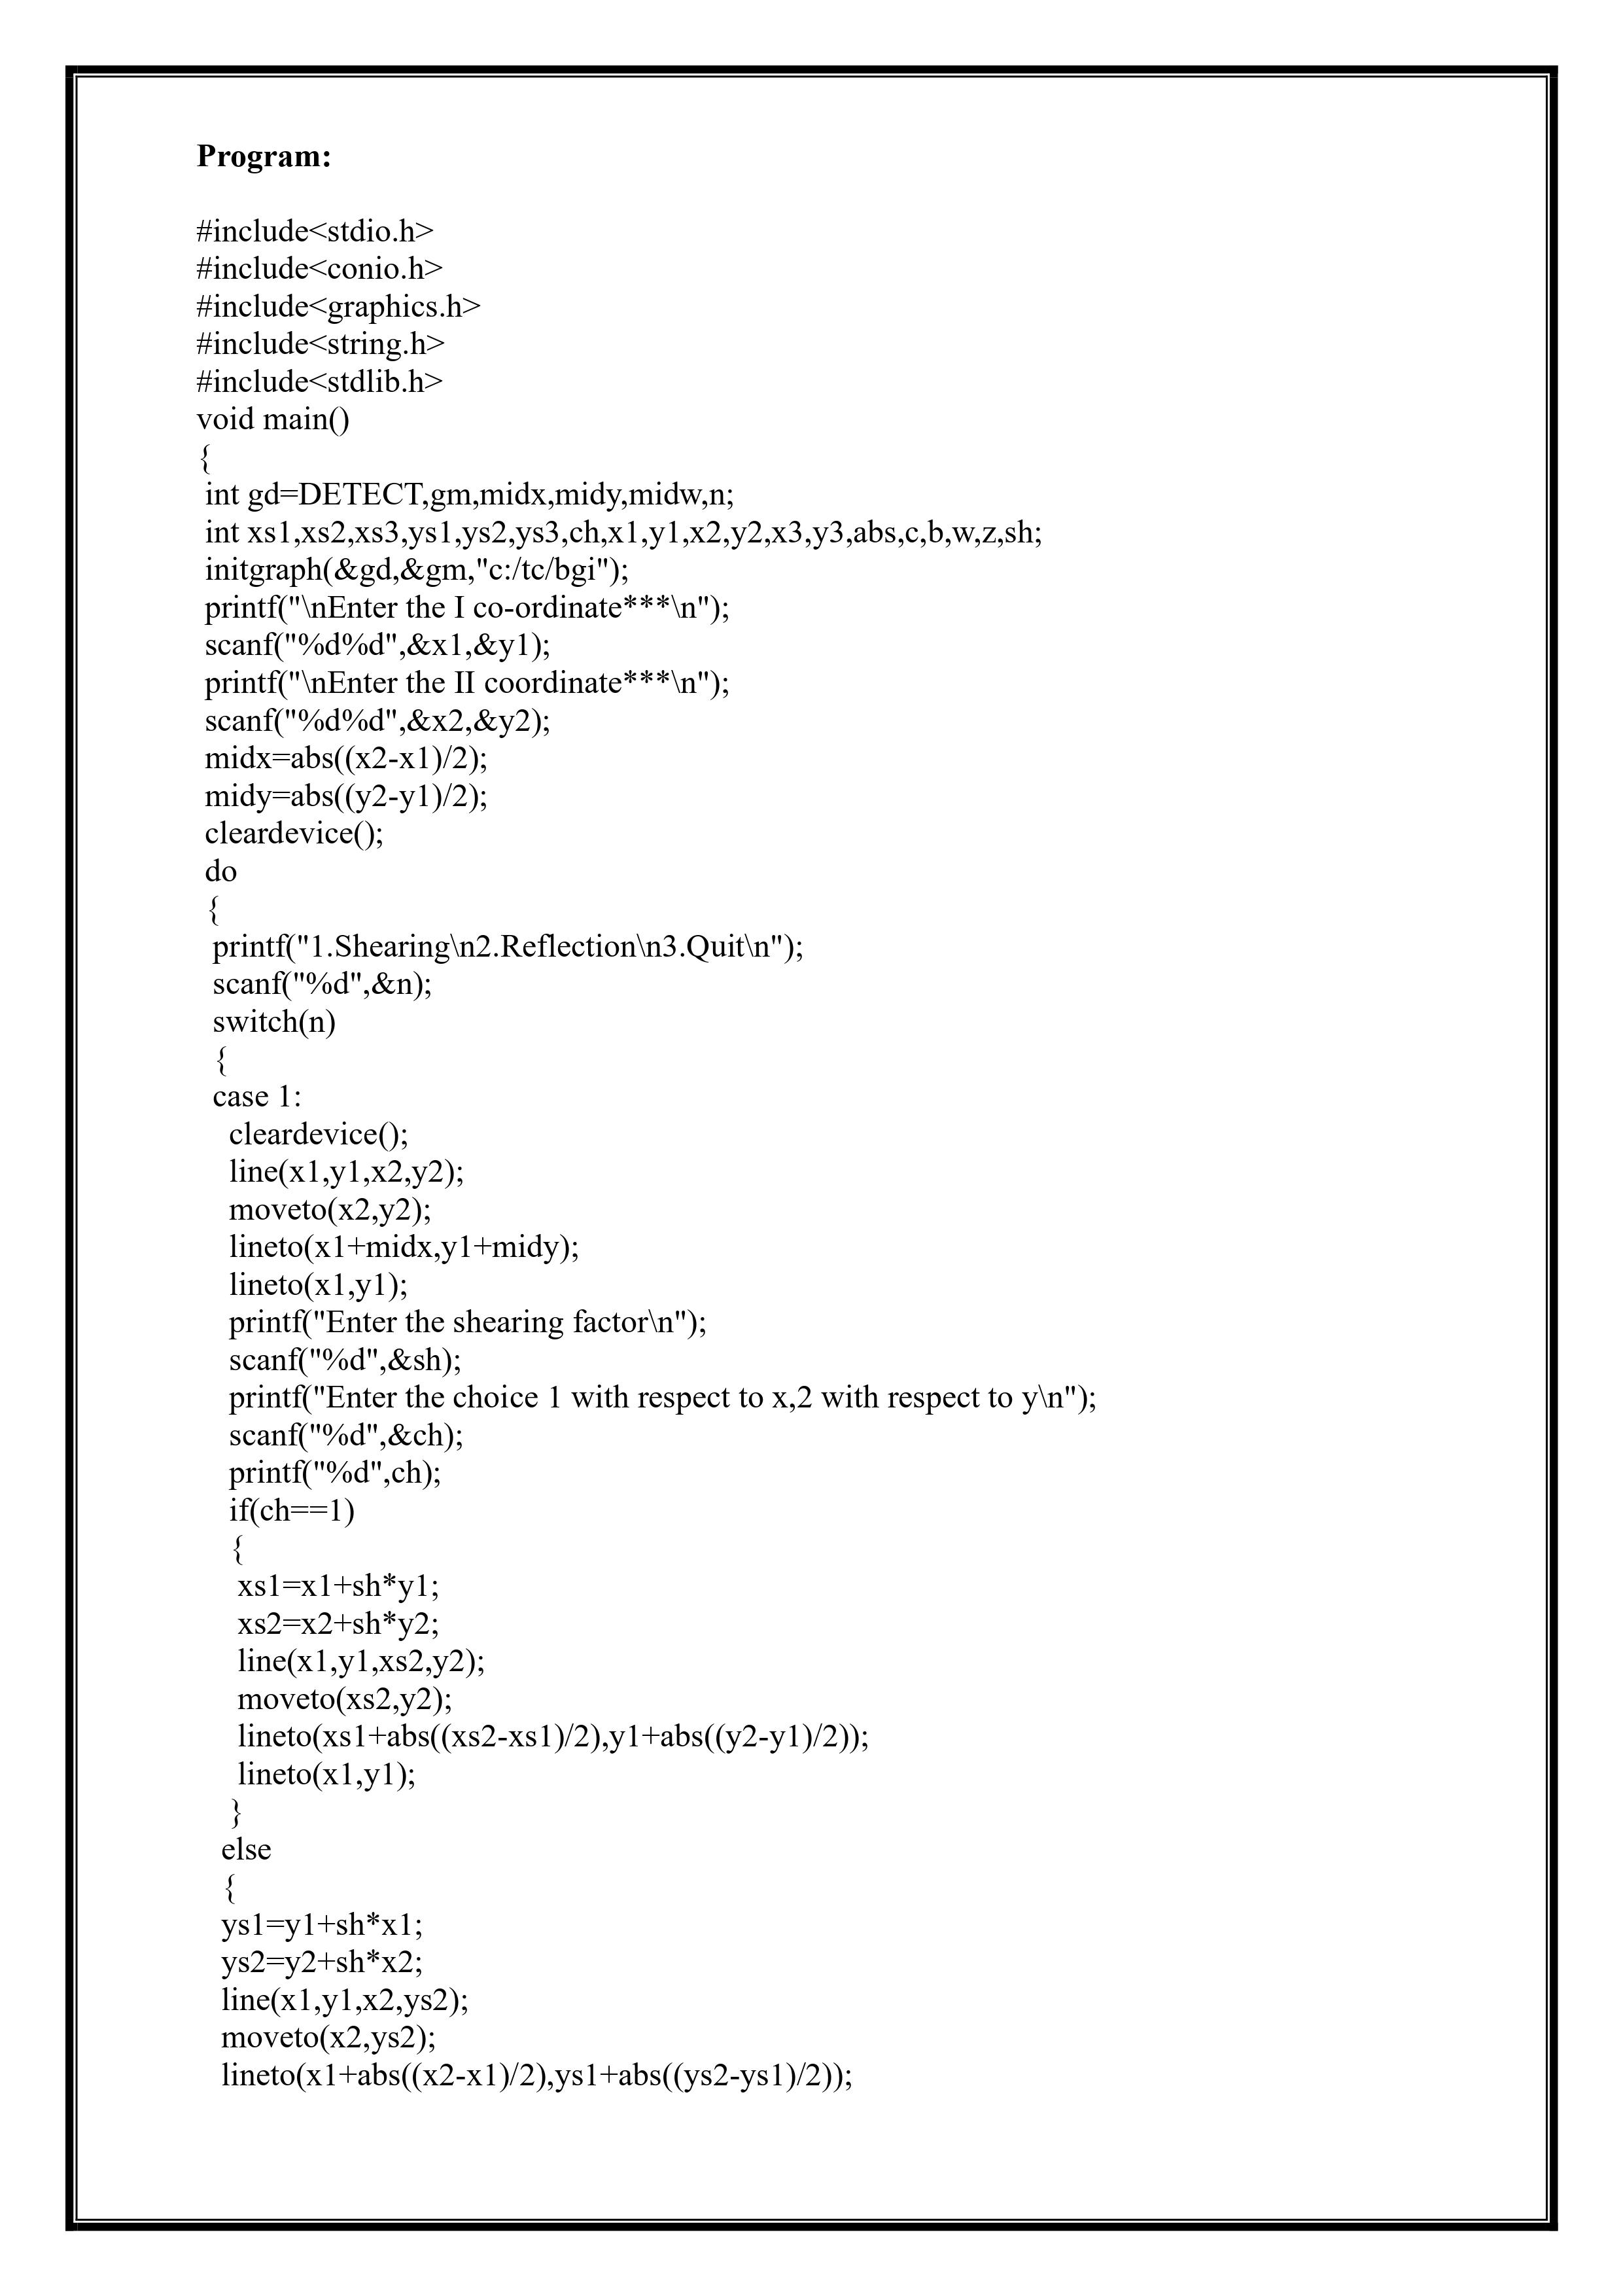 Program:
#include<stdio.h>
#include<conio.h>
#include<graphics.h>
#include<string.h>
#include<stdlib.h>
void main()
{
int gd=DETECT,gm,midx,midy,midw,n;
int xs1,xs2,xs3,ys1,ys2,ys3,ch,x1,y1,x2,y2,x3,y3,abs,c,b,w,z,sh;
initgraph(&gd,&gm,"c:/tc/bgi");
printf("\nEnter the I co-ordinate***\n");
scanf("%d%d",&x1,&y1);
printf("\nEnter the II coordinate***\n");
scanf("%d%d",&x2,&y2);
midx=abs((x2-x1)/2);
midy=abs((y2-y1)/2);
cleardevice();
do
{
printf("1.Shearing\n2.Reflection\n3.Quit\n");
scanf("%d",&n);
switch(n)
{
case 1:
cleardevice();
line(x1,y1,x2,y2);
moveto(x2,y2);
lineto(x1+midx,y1+midy);
lineto(x1,y1);
printf("Enter the shearing factor\n");
scanf("%d",&sh);
printf("Enter the choice 1 with respect to x,2 with respect to y\n");
scanf("%d",&ch);
printf("%d",ch);
if(ch==1)
{
xs1=x1+sh*y1;
xs2=x2+sh*y2;
line(x1,y1,xs2,y2);
moveto(xs2,y2);
lineto(xs1+abs((xs2-xs1)/2),y1+abs((y2-y1)/2));
lineto(x1,y1);
}
else
{
ys1=y1+sh*x1;
ys2=y2+sh*x2;
line(x1,y1,x2,ys2);
moveto(x2,ys2);
lineto(x1+abs((x2-x1)/2),ys1+abs((ys2-ys1)/2));